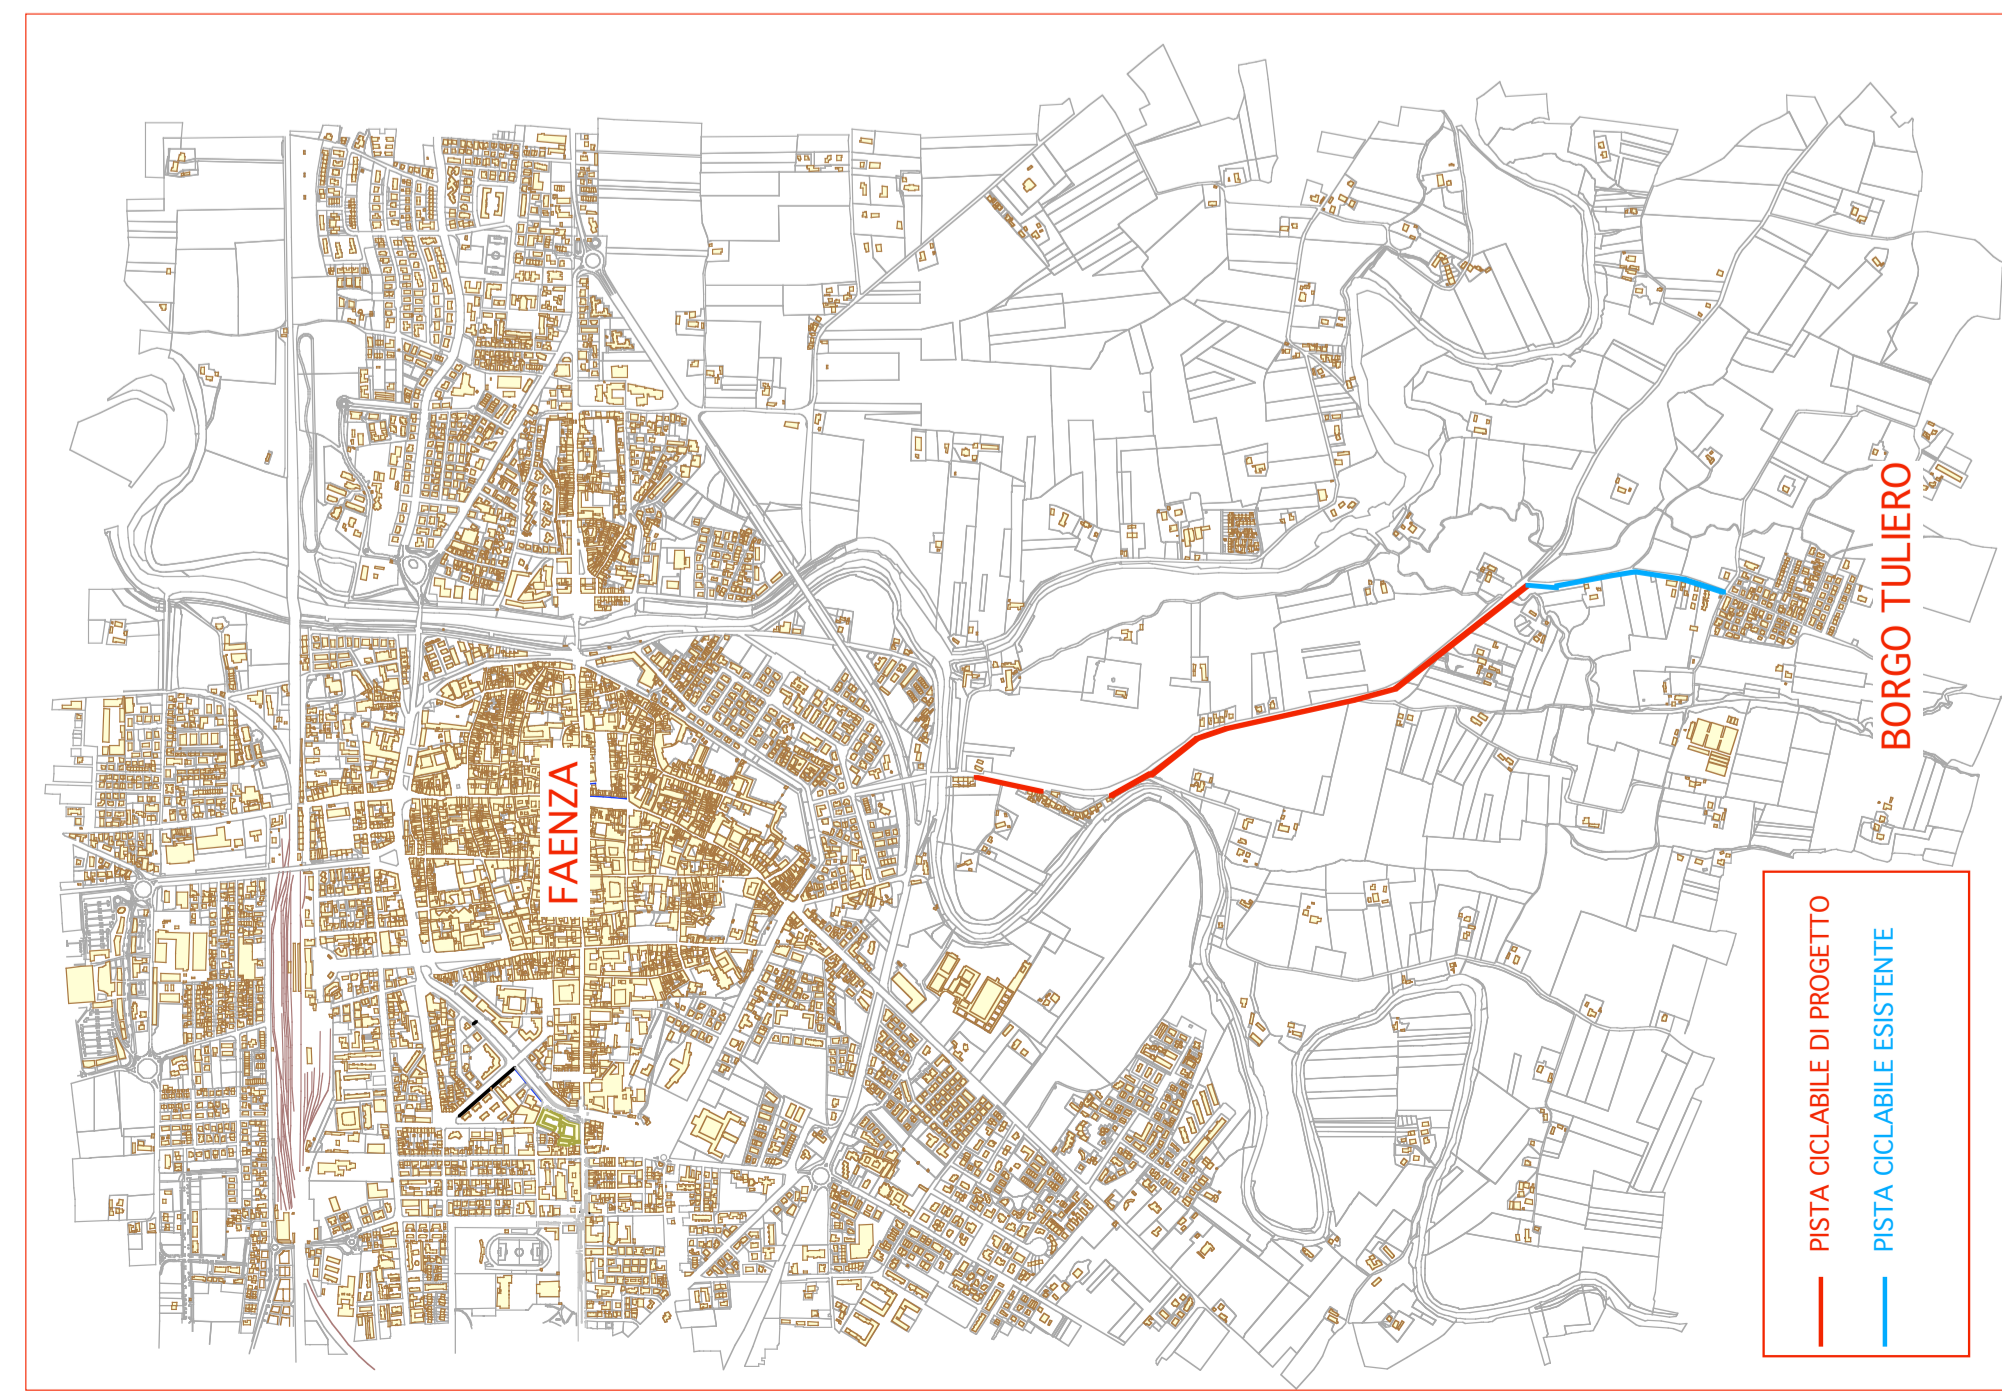 FAENZA
BORGO TULIERO
PISTA CICLABILE DI PROGETTO
PISTA CICLABILE ESISTENTE